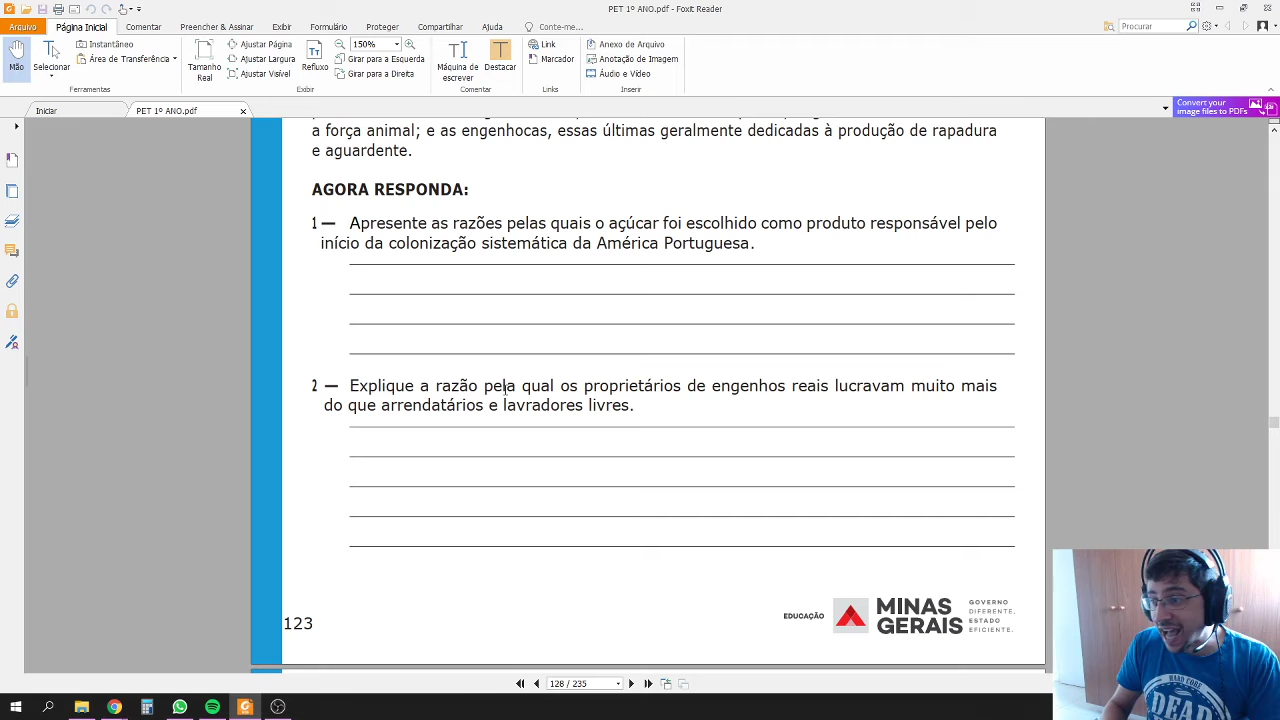 PET 1º ANO.pdf - Foxit Reader
Arquivo Página Inicial Comentar Preencher & Assinar Exibir Formulário Proteger Compartilhar Ajuda Conte-me... Procurar
Instantâneo
Área de Transferência
Mão Selecionar
Ferramentas
Tamanho Real
Ajustar Página
Ajustar Largura
Ajustar Visível
Refluxo
150%
Girar para a Esquerda
Girar para a Direita
Exibir
Máquina de escrever
Destacar
Comentar
Link
Marcador
Links
Anexo de Arquivo
Anotação de Imagem
Áudio e Vídeo
Inserir
Iniciar PET 1º ANO.pdf
Convert your
image files to PDFs
a força animal; e as engenhocas, essas últimas geralmente dedicadas à produção de rapadura
e aguardente.
AGORA RESPONDA:
1 — Apresente as razões pelas quais o açúcar foi escolhido como produto responsável pelo
início da colonização sistemática da América Portuguesa.
2 — Explique a razão pela qual os proprietários de engenhos reais lucravam muito mais
do que arrendatários e lavradores livres.
123
EDUCAÇÃO
MINAS
GERAIS
GOVERNO
DIFERENTE.
ESTADO
EFICIENTE.
128 / 235
HARD CORE
DEAD